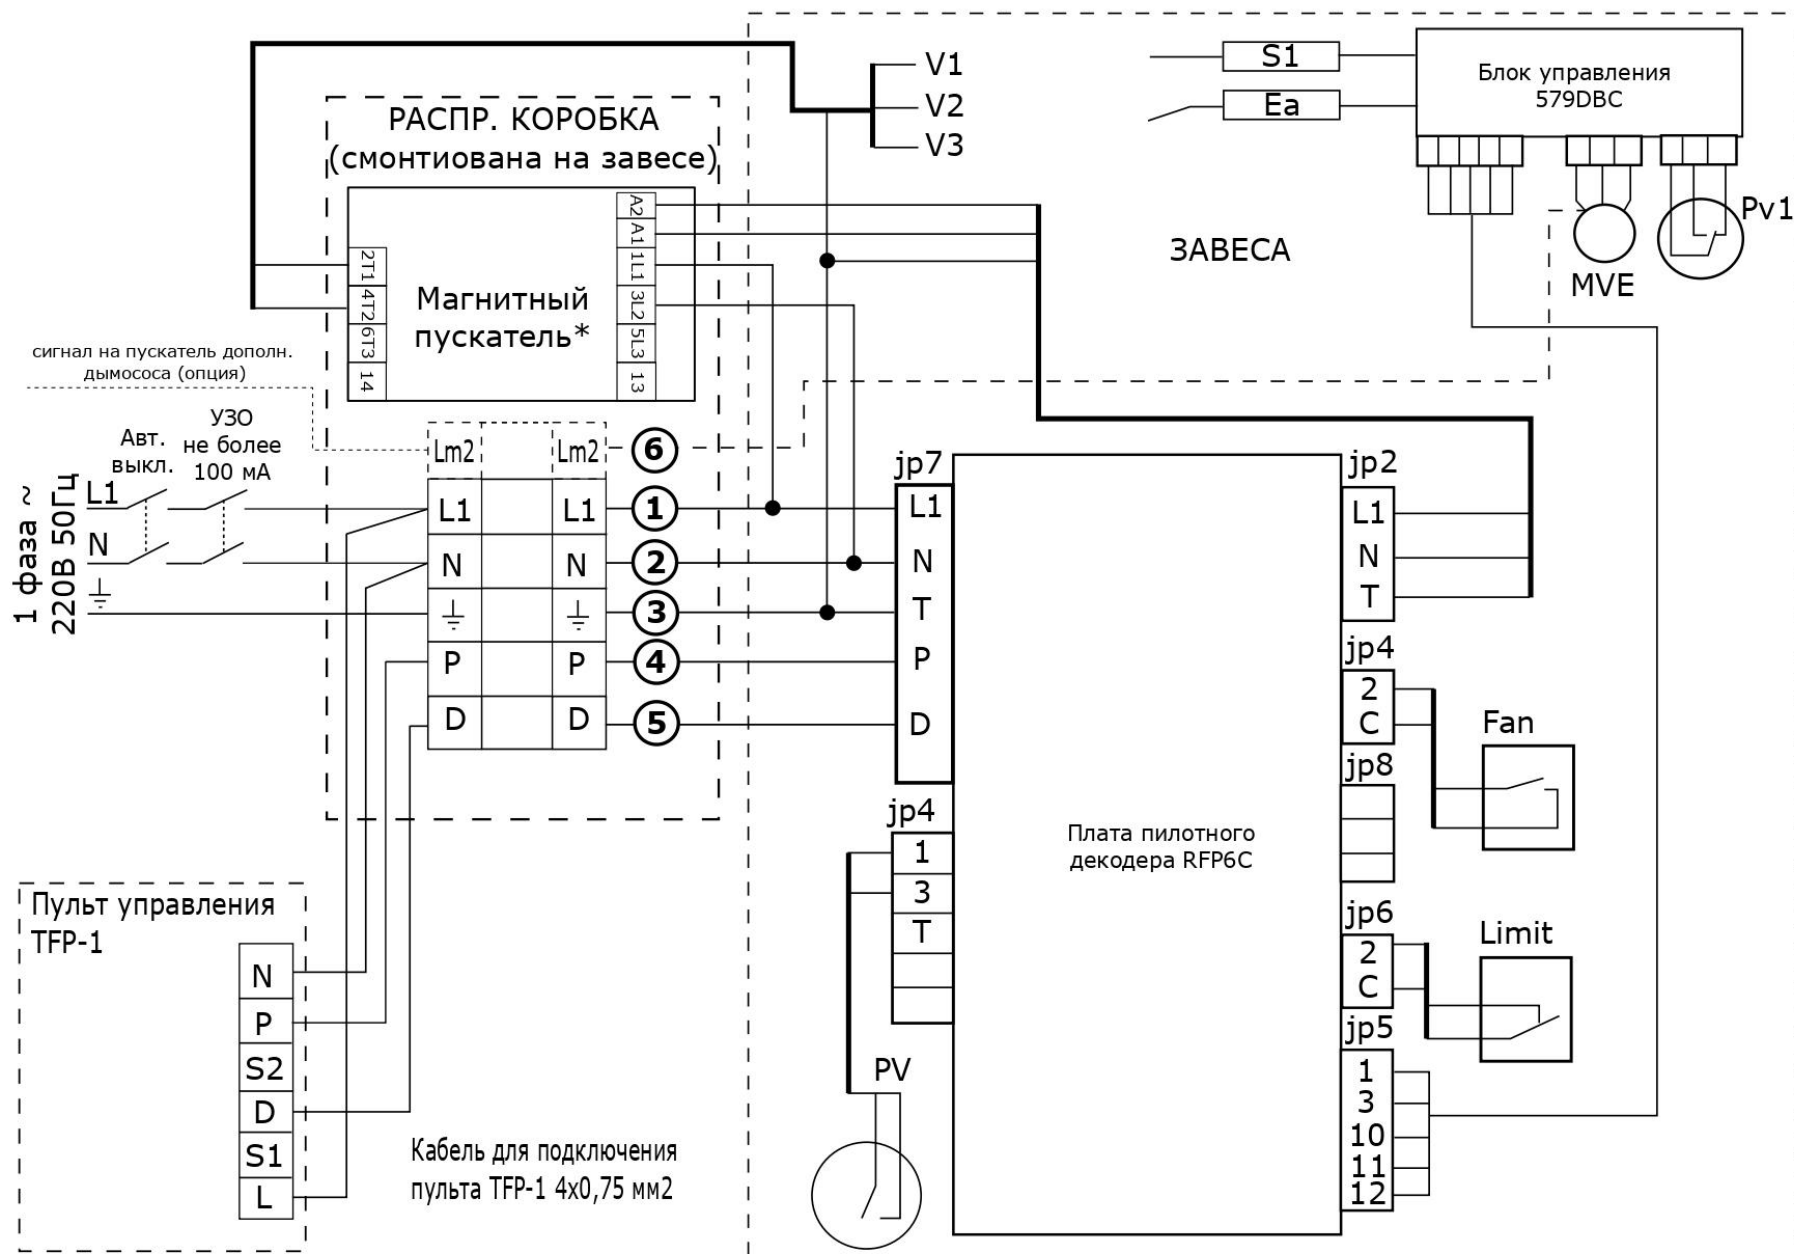 РАСПР. КОРОБКА
(смонтиована на завесе)
V1
V2
V3
S1
Ea
Блок управления
579DBC
Pv1
MVE
ЗАВЕСА
A2
A1
1L1
3L2
5L3
13
2T1
4T2
6T3
14
Магнитный
пускатель*
сигнал на пускатель дополн.
дымососа (опция)
Авт.
выкл.
УЗО
не более
100 мА
1 фаза ~
220В 50Гц
L1
N
Lm2
Lm2
6
L1
L1
1
N
N
2
3
P
P
4
D
D
5
jp7
L1
N
T
P
D
jp4
1
3
T
PV
Плата пилотного
декодера RFP6C
jp2
L1
N
T
jp4
2
C
jp8
jp6
2
C
jp5
1
3
10
11
12
Fan
Limit
Пульт управления
TFP-1
N
P
S2
D
S1
L
Кабель для подключения
пульта TFP-1 4x0,75 мм2